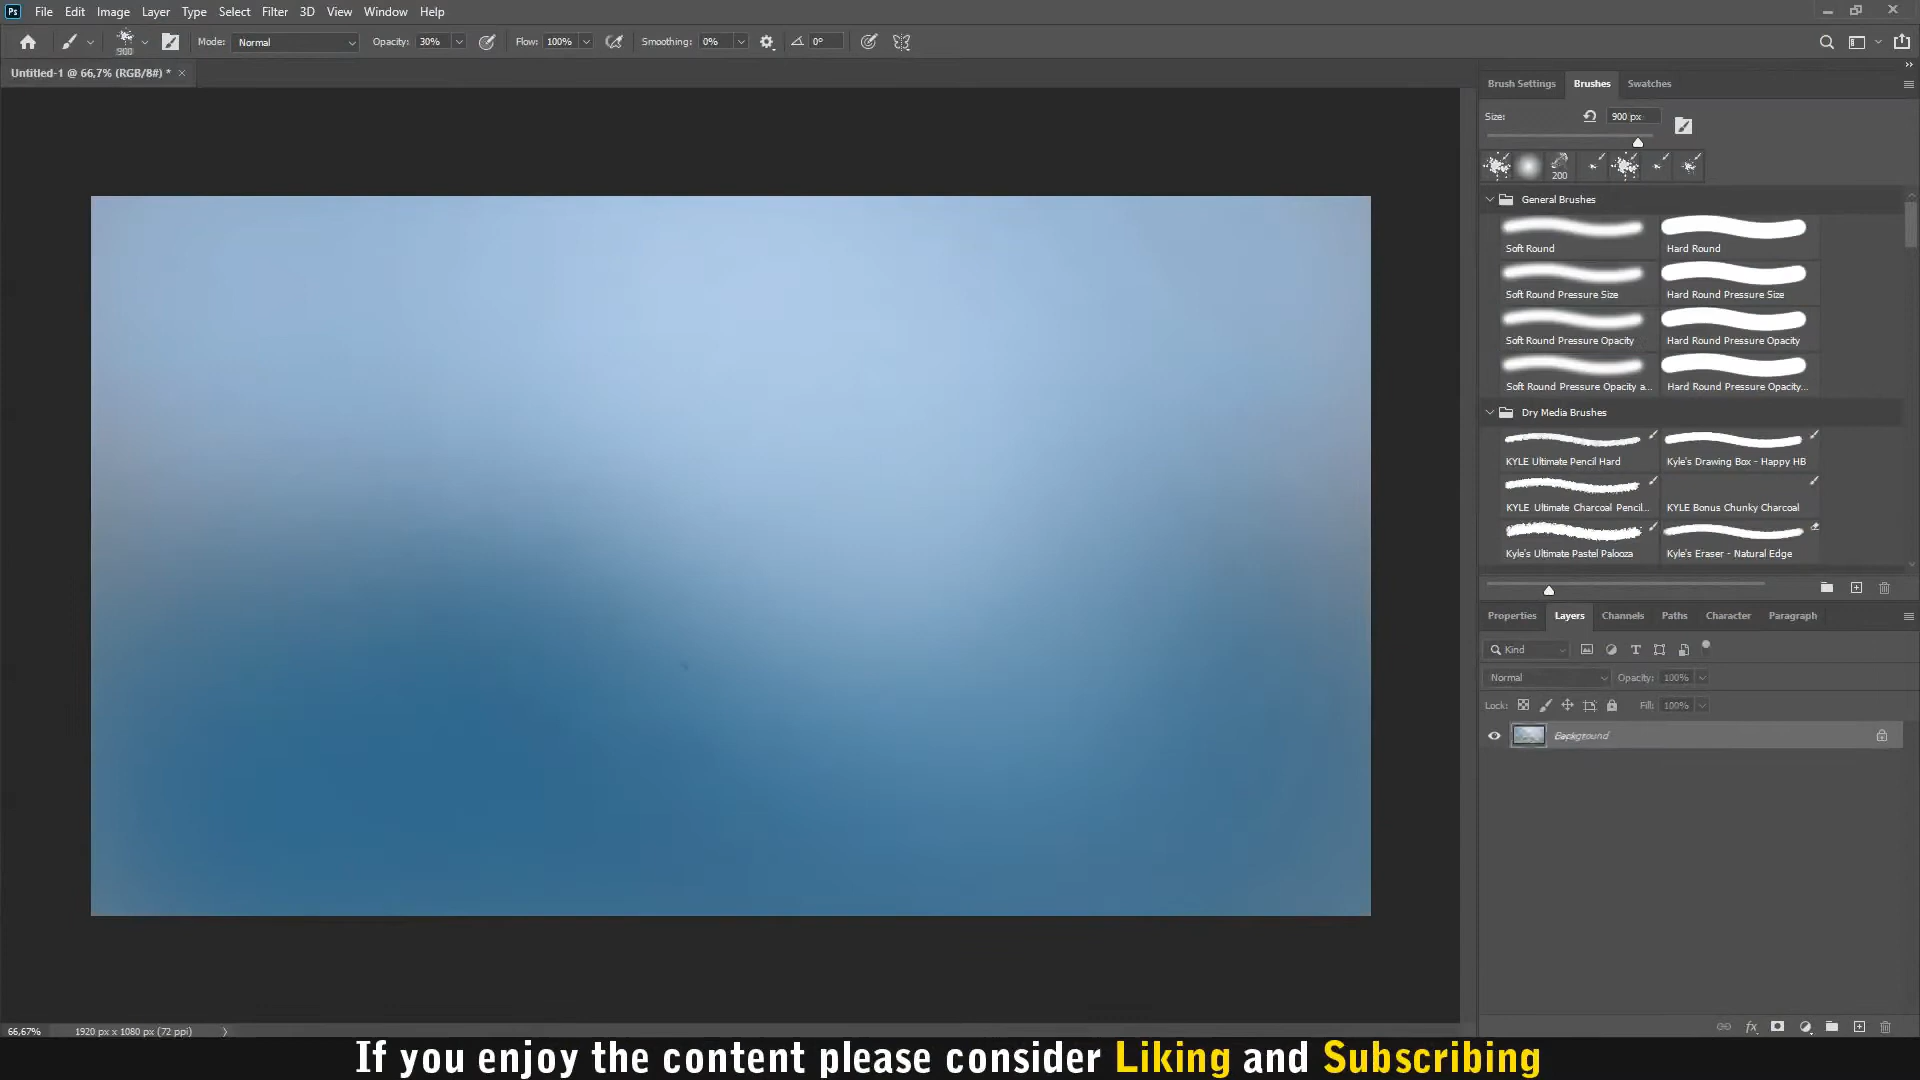 Ps File Edit Image Layer Type Select Filter 3D View Window Help
900 Mode: Normal Opacity: 30% Flow: 100% Smoothing: 0% 0°
Untitled-1 @ 66,7% (RGB/8#) * ×
Brush Settings Brushes Swatches
Size: 900 px
200
General Brushes
Soft Round Hard Round
Soft Round Pressure Size Hard Round Pressure Size
Soft Round Pressure Opacity Hard Round Pressure Opacity
Soft Round Pressure Opacity a... Hard Round Pressure Opacity...
Dry Media Brushes
KYLE Ultimate Pencil Hard Kyle's Drawing Box - Happy HB
KYLE Ultimate Charcoal Pencil... KYLE Bonus Chunky Charcoal
Kyle's Ultimate Pastel Palooza Kyle's Eraser - Natural Edge
Properties Layers Channels Paths Character Paragraph
Kind
Normal Opacity: 100%
Lock: Fill: 100%
Background
66,67% 1920 px x 1080 px (72 ppi)
If you enjoy the content please consider Liking and Subscribing